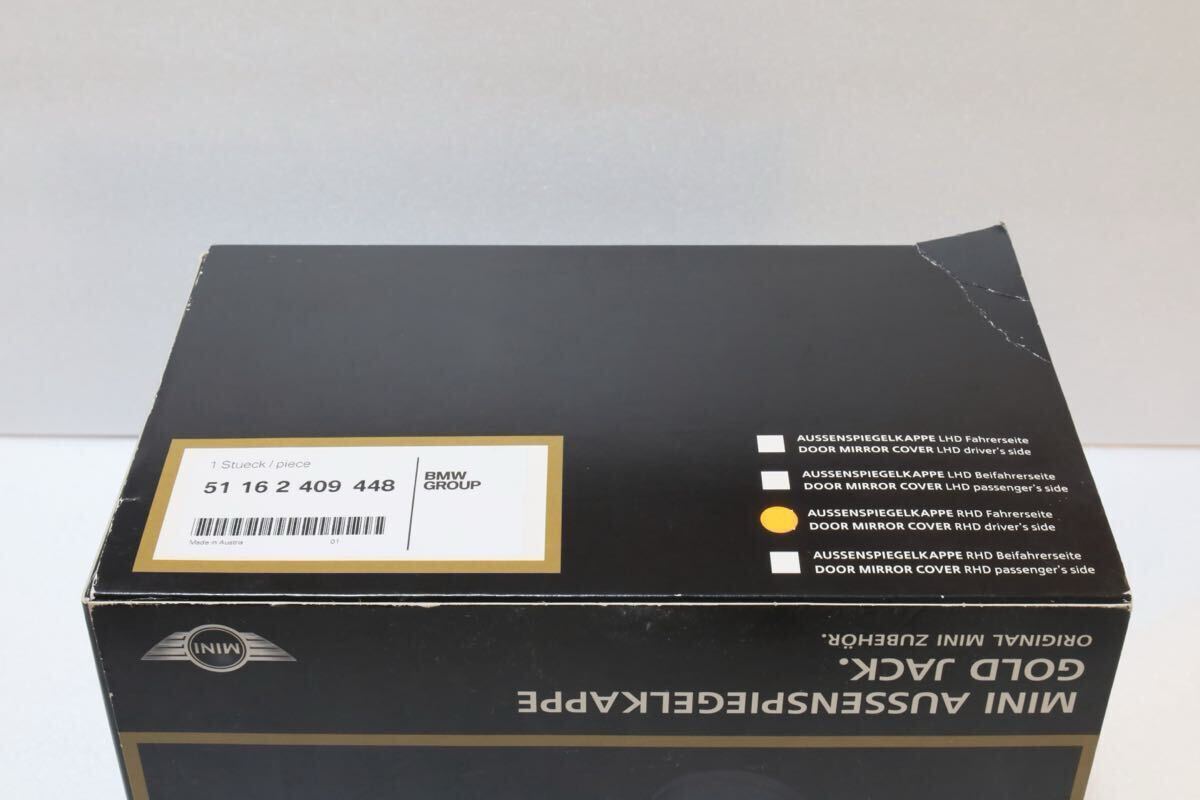 1 Stueck / piece
51 16 2 409 448
BMW
GROUP
Made in Austria 01
AUSSENSPIEGELKAPPE LHD Fahrerseite
DOOR MIRROR COVER LHD driver's side
AUSSENSPIEGELKAPPE LHD Beifahrerseite
DOOR MIRROR COVER LHD passenger's side
AUSSENSPIEGELKAPPE RHD Fahrerseite
DOOR MIRROR COVER RHD driver's side
AUSSENSPIEGELKAPPE RHD Beifahrerseite
DOOR MIRROR COVER RHD passenger's side
MINI
MINI AUSSENSPIEGELKAPPE
GOLD JACK.
ORIGINAL MINI ZUBEHÖR.